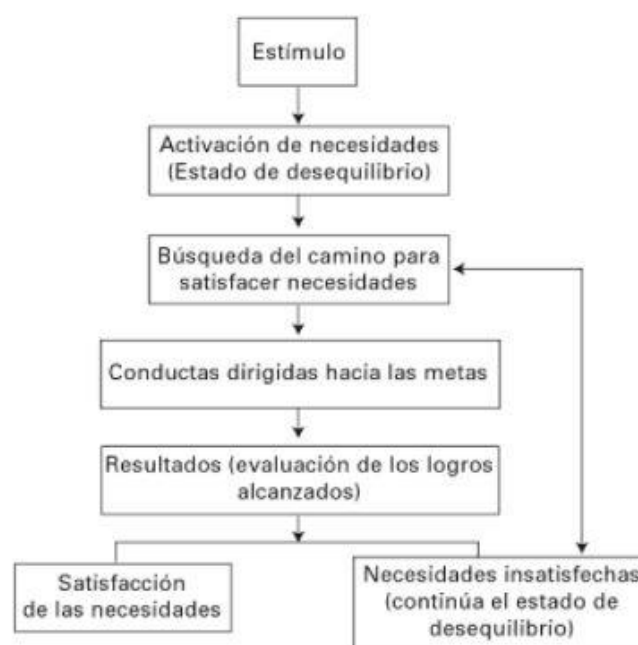 Estímulo
Activación de necesidades
(Estado de desequilibrio)
Búsqueda del camino para
satisfacer necesidades
Conductas dirigidas hacia las metas
Resultados (evaluación de los logros
alcanzados)
Satisfacción
de las necesidades
Necesidades insatisfechas
(continúa el estado de
desequilibrio)